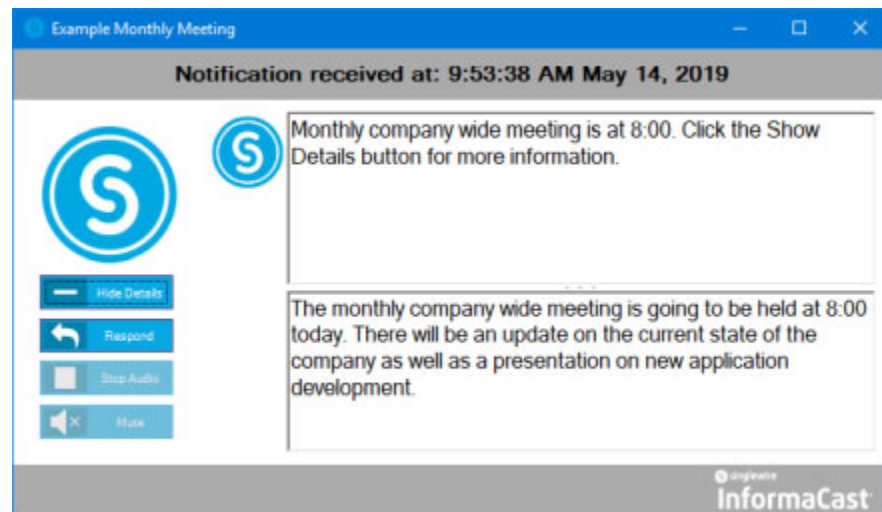 Example Monthly Meeting
Notification received at: 9:53:38 AM May 14, 2019
S
S
Monthly company wide meeting is at 8:00. Click the Show
Details button for more information.
Hide Details
Respond
Stop Audio
Mute
The monthly company wide meeting is going to be held at 8:00
today. There will be an update on the current state of the
company as well as a presentation on new application
development.
singlewire
InformaCast